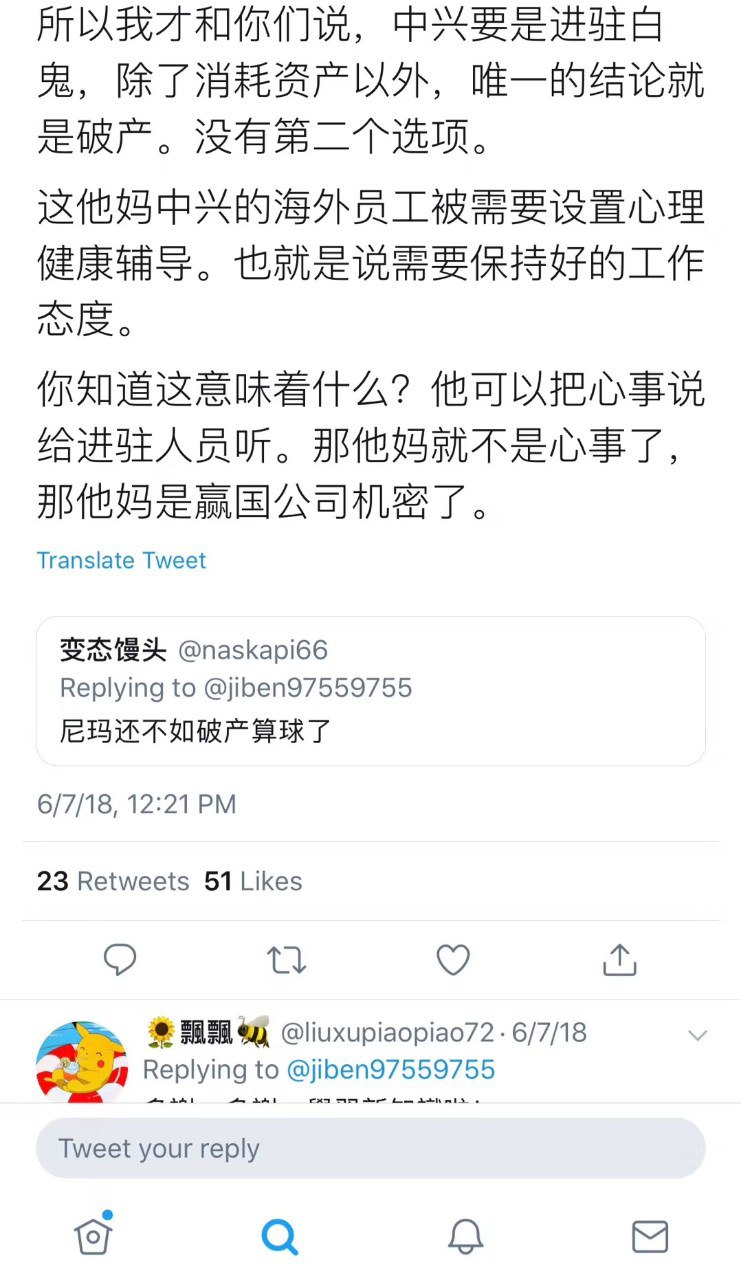 所以我才和你们说，中兴要是进驻白
鬼，除了消耗资产以外，唯一的结论就
是破产。没有第二个选项。
这他妈中兴的海外员工被需要设置心理
健康辅导。也就是说需要保持好的工作
态度。
你知道这意味着什么？他可以把心事说
给进驻人员听。那他妈就不是心事了，
那他妈是赢国公司机密了。
Translate Tweet
变态馒头 @naskapi66
Replying to @jiben97559755
尼玛还不如破产算球了
6/7/18, 12:21 PM
23 Retweets 51 Likes
🌻飄飄🐝 @liuxupiaopiao72 · 6/7/18
Replying to @jiben97559755
Tweet your reply